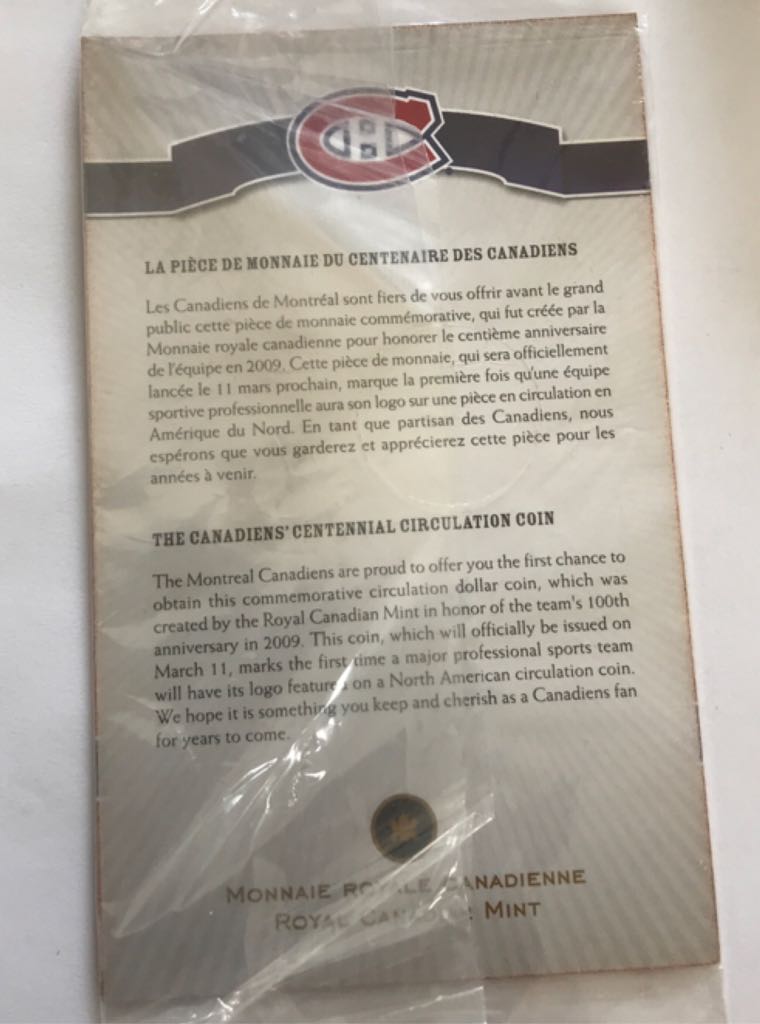 CH
LA PIÈCE DE MONNAIE DU CENTENAIRE DES CANADIENS
Les Canadiens de Montréal sont fiers de vous offrir avant le grand
public cette pièce de monnaie commémorative, qui fut créée par la
Monnaie royale canadienne pour honorer le centième anniversaire
de l'équipe en 2009. Cette pièce de monnaie, qui sera officiellement
lancée le 11 mars prochain, marque la première fois qu'une équipe
sportive professionnelle aura son logo sur une pièce en circulation en
Amérique du Nord. En tant que partisan des Canadiens, nous
espérons que vous garderez et apprécierez cette pièce pour les
années à venir.
THE CANADIENS' CENTENNIAL CIRCULATION COIN
The Montreal Canadiens are proud to offer you the first chance to
obtain this commemorative circulation dollar coin, which was
created by the Royal Canadian Mint in honor of the team's 100th
anniversary in 2009. This coin, which will officially be issued on
March 11, marks the first time a major professional sports team
will have its logo featured on a North American circulation coin.
We hope it is something you keep and cherish as a Canadiens fan
for years to come.
MONNAIE ROYALE CANADIENNE
ROYAL CANADIAN MINT